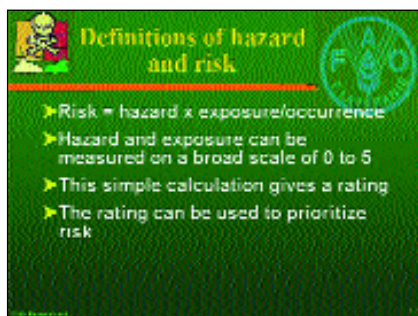 Definitions of hazard
and risk
F A O
➤Risk = hazard x exposure/occurrence
➤Hazard and exposure can be
measured on a broad scale of 0 to 5
➤This simple calculation gives a rating
➤The rating can be used to prioritize
risk